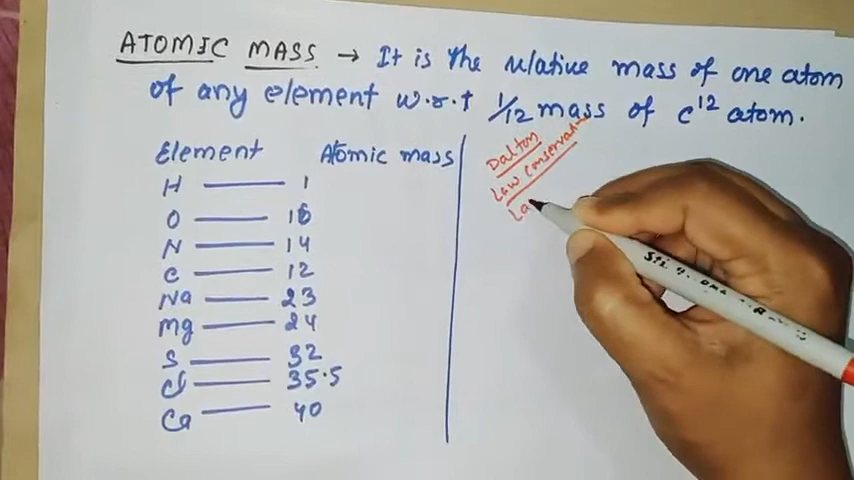 ATOMIC MASS → It is the relative mass of one atom
of any element w.r.t 1/12 mass of C¹² atom.
Element Atomic mass
H — 1
O — 16
N — 14
C — 12
Na — 23
Mg — 24
S — 32
Cl — 35.5
Ca — 40
Dalton
Law conservatn
La